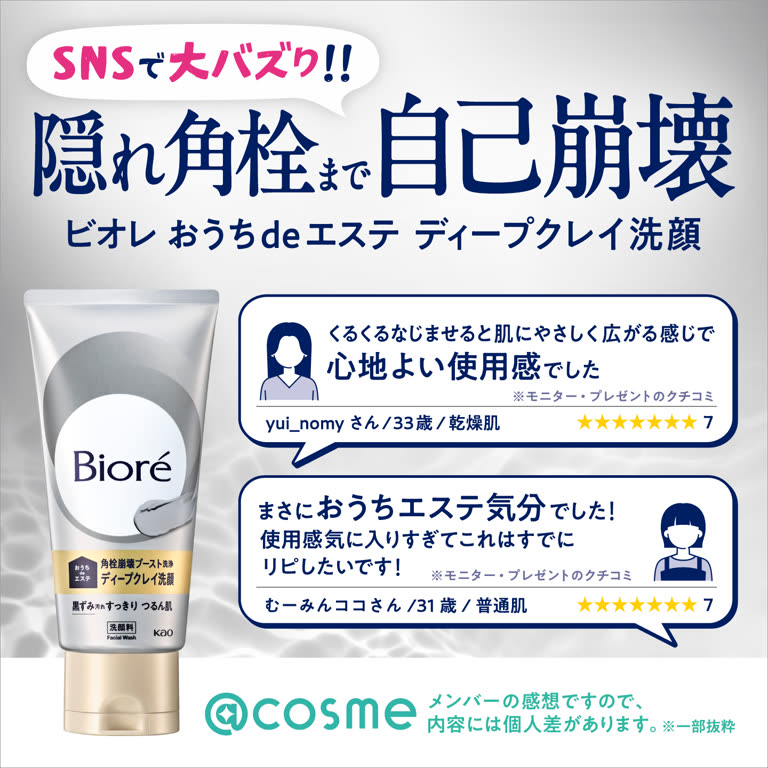 SNSで大バズり!!
隠れ角栓まで自己崩壊
ビオレ おうちdeエステ ディープクレイ洗顔
くるくるなじませると肌にやさしく広がる感じで
心地よい使用感でした
※モニター・プレゼントのクチコミ
yui_nomy さん/33歳/乾燥肌 ★★★★★★★ 7
まさにおうちエステ気分でした!
使用感気に入りすぎてこれはすでに
リピしたいです!
※モニター・プレゼントのクチコミ
むーみんココさん/31歳/普通肌 ★★★★★★★ 7
Bioré
おうち
de
エステ
角栓崩壊ブースト洗浄
ディープクレイ洗顔
黒ずみ汚れすっきり つるん肌
洗顔料
Facial Wash
Kao
@cosme
メンバーの感想ですので、
内容には個人差があります。※一部抜粋